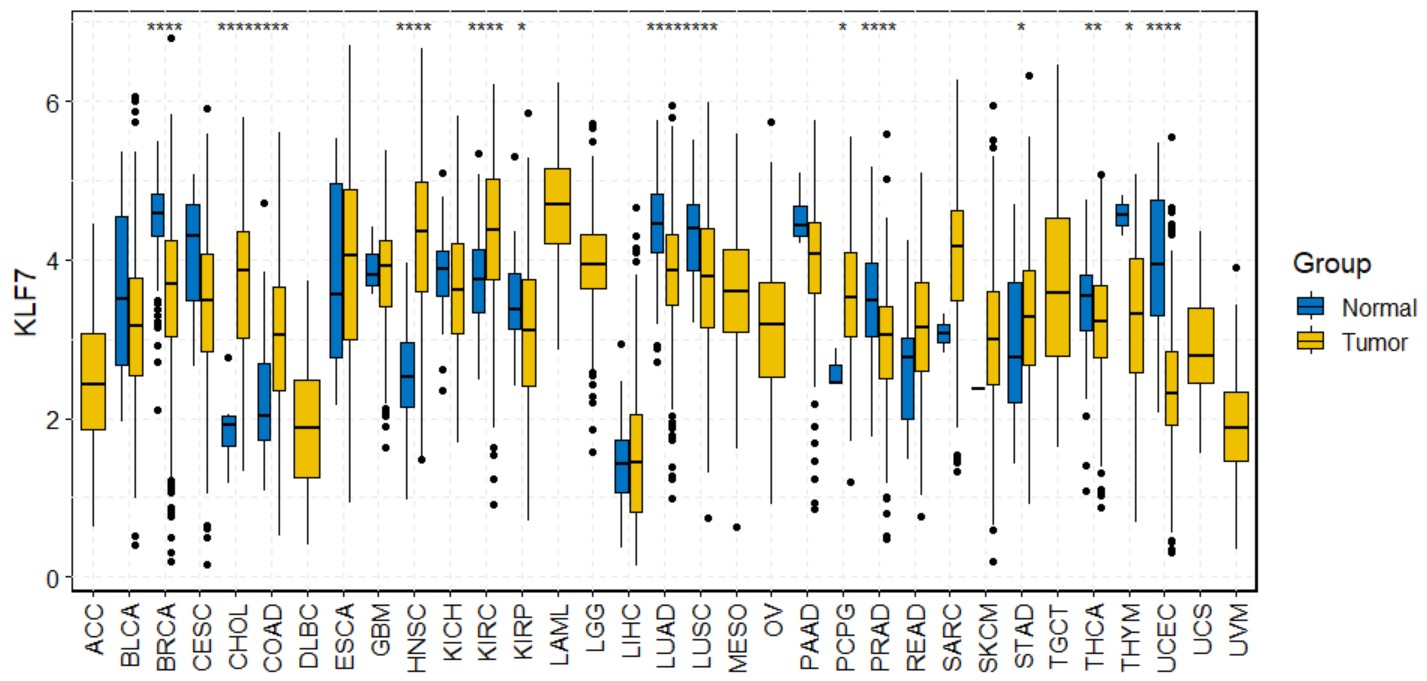 **** ******** **** **** * ******** * **** * ** * ****
KLF7
6
4
2
0
ACC BLCA BRCA CESC CHOL COAD DLBC ESCA GBM HNSC KICH KIRC KIRP LAML LGG LIHC LUAD LUSC MESO OV PAAD PCPG PRAD READ SARC SKCM STAD TGCT THCA THYM UCEC UCS UVM
Group
Normal
Tumor